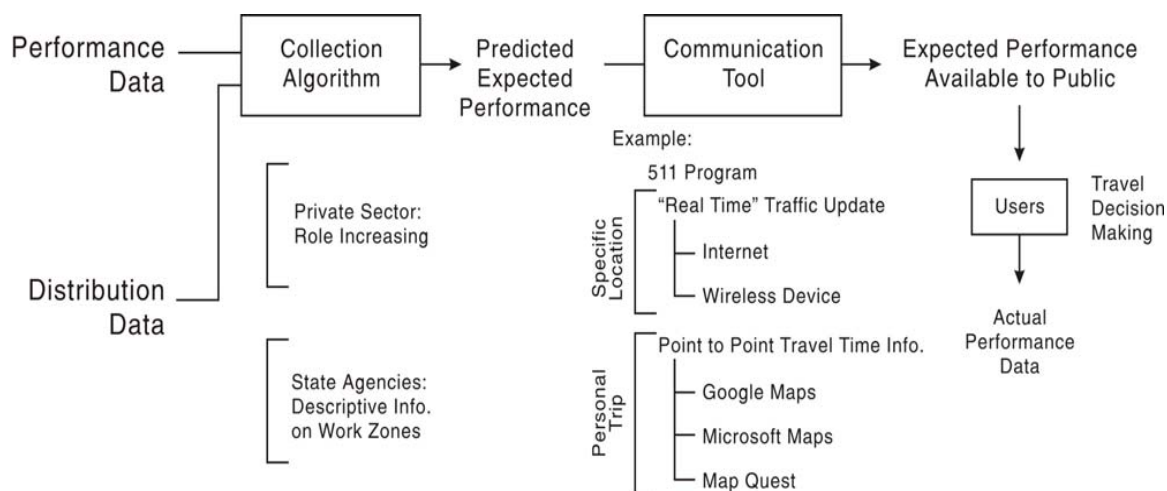 Performance
Data
Collection
Algorithm
Predicted
Expected
Performance
Communication
Tool
Expected Performance
Available to Public
Example:
511 Program
Private Sector:
Role Increasing
Specific
Location
“Real Time” Traffic Update
Internet
Wireless Device
Users
Travel
Decision
Making
Distribution
Data
Actual
Performance
Data
State Agencies:
Descriptive Info.
on Work Zones
Personal
Trip
Point to Point Travel Time Info.
Google Maps
Microsoft Maps
Map Quest